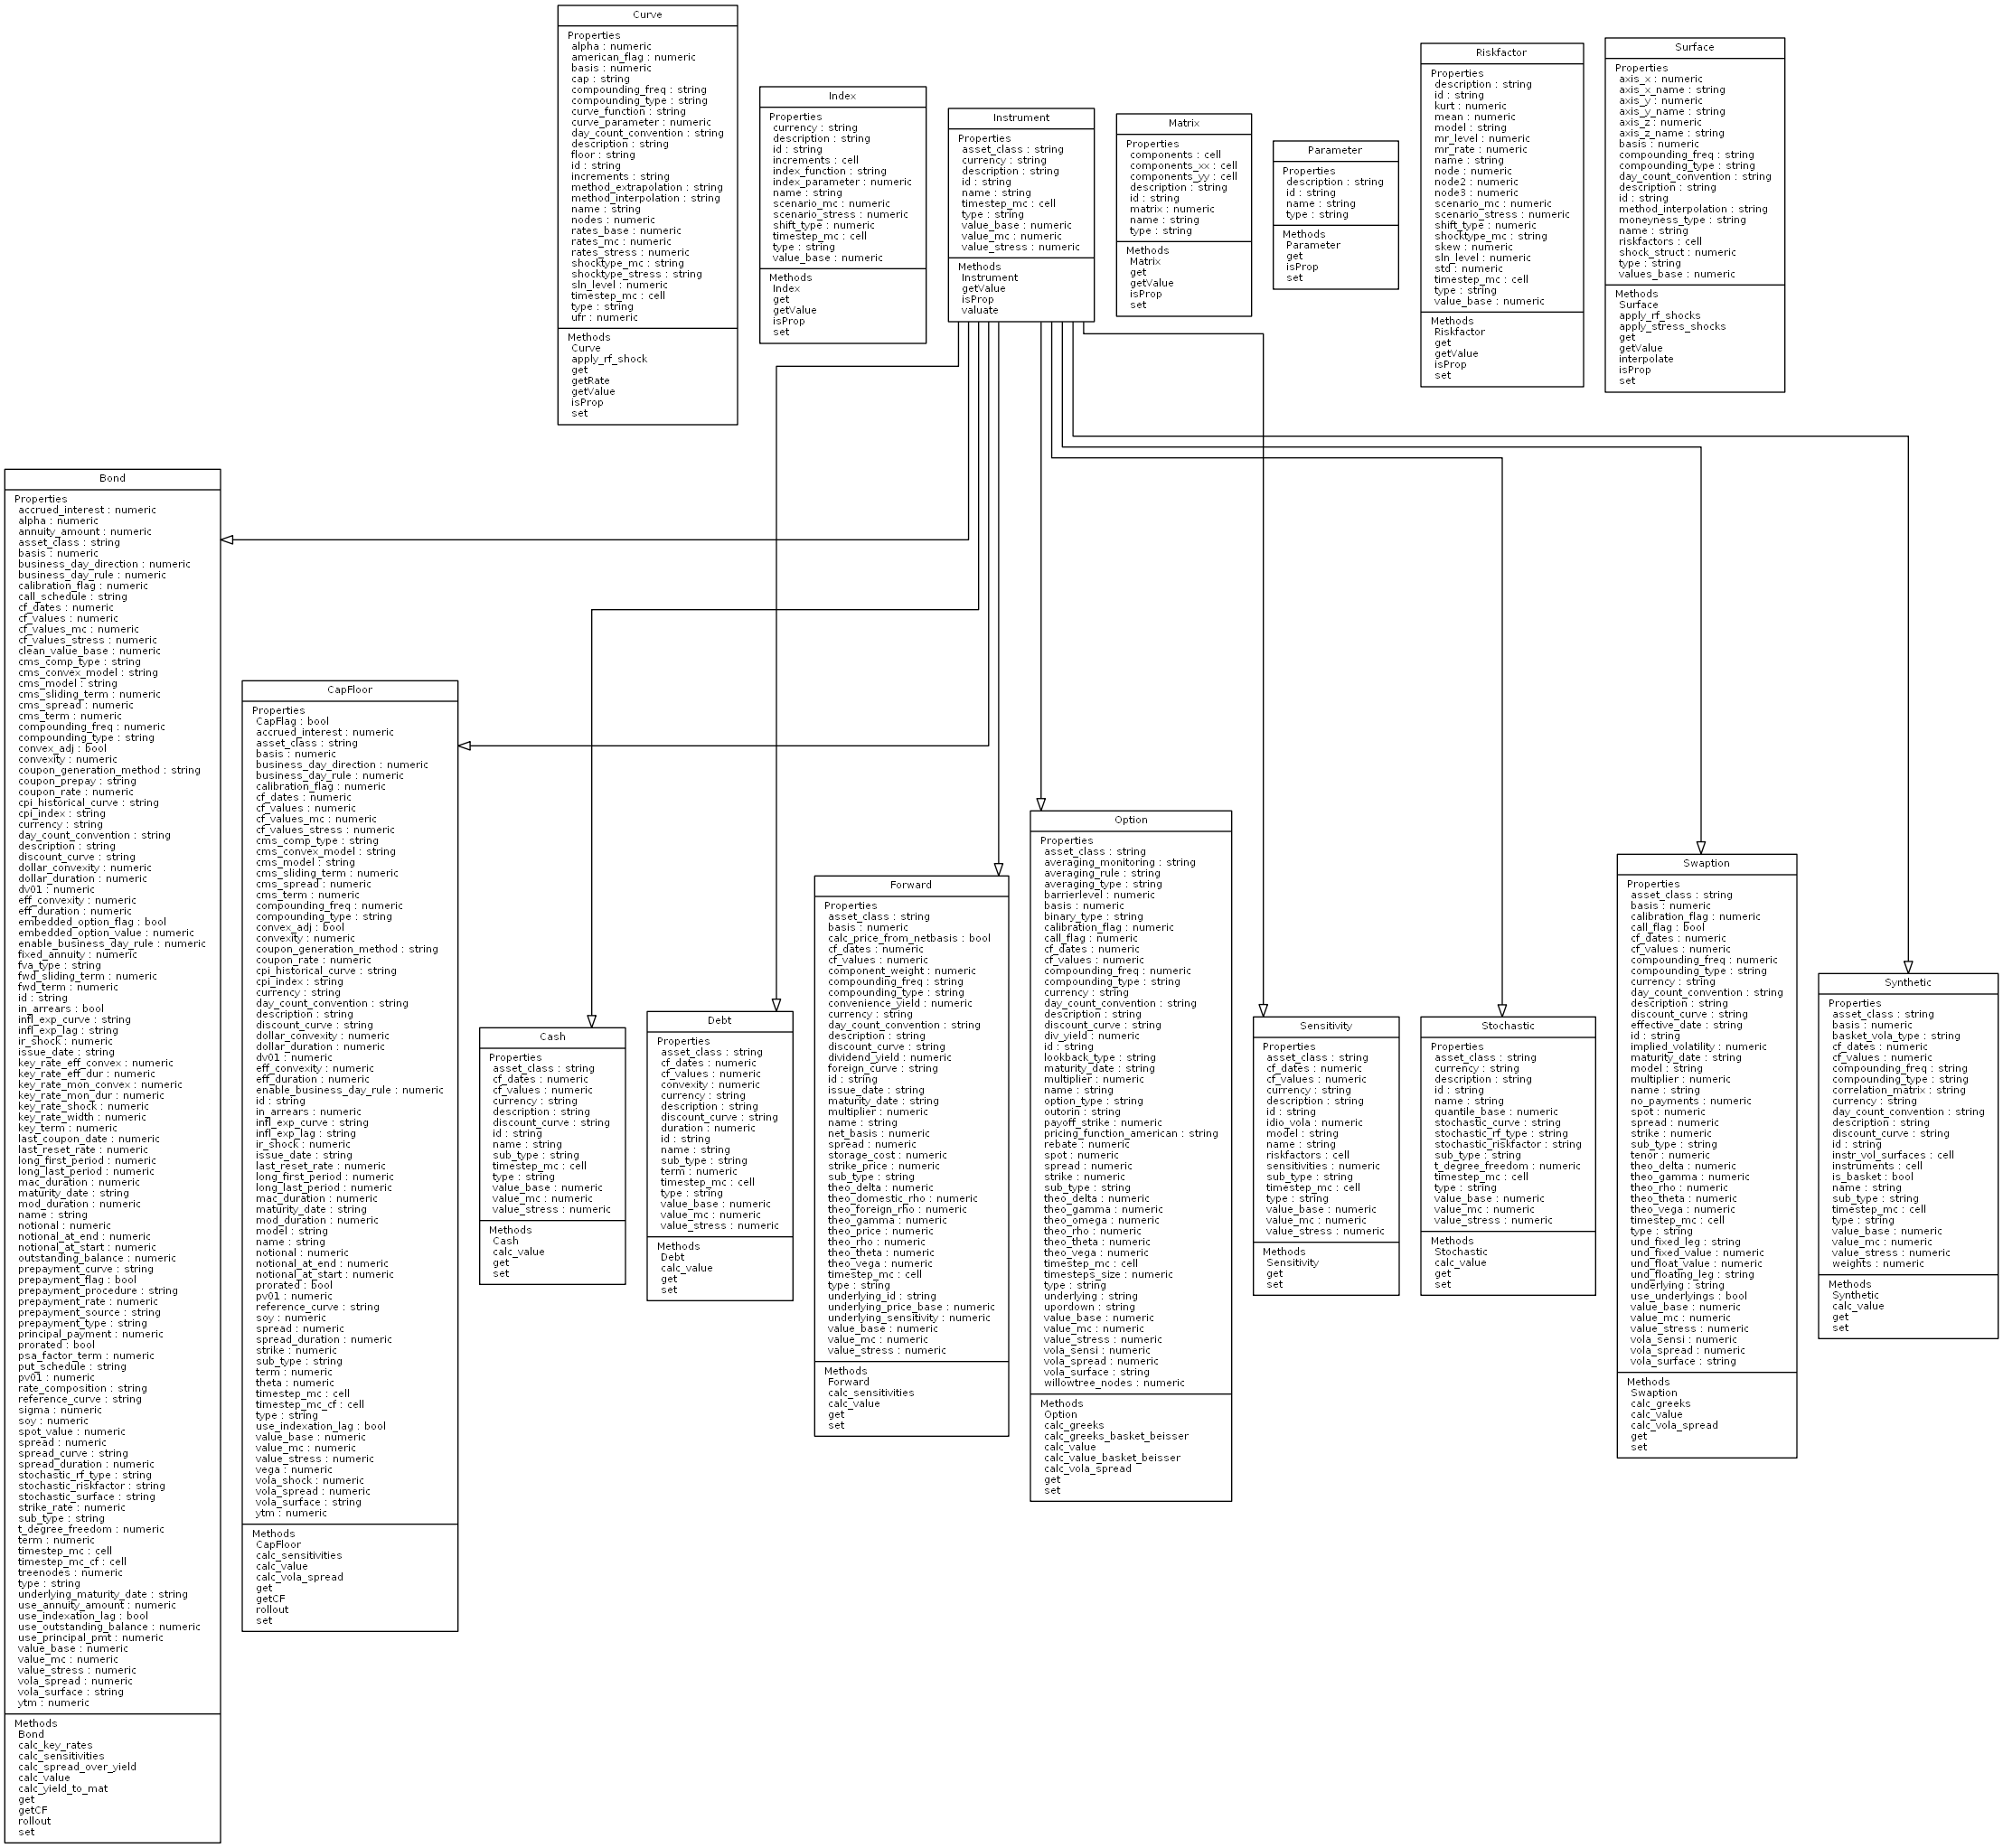 Curve
Properties
alpha : numeric
american_flag : numeric
basis : numeric
cap : string
compounding_freq : string
compounding_type : string
curve_function : string
curve_parameter : numeric
day_count_convention : string
description : string
floor : string
id : string
increments : string
method_extrapolation : string
method_interpolation : string
name : string
nodes : numeric
rates_base : numeric
rates_mc : numeric
rates_stress : numeric
shocktype_mc : string
shocktype_stress : string
sln_level : numeric
timestep_mc : cell
type : string
ufr : numeric
Methods
Curve
apply_rf_shock
get
getRate
getValue
isProp
set
Index
Properties
currency : string
description : string
id : string
increments : cell
index_function : string
index_parameter : numeric
name : string
scenario_mc : numeric
scenario_stress : numeric
shift_type : numeric
timestep_mc : cell
type : string
value_base : numeric
Methods
Index
get
getValue
isProp
set
Instrument
Properties
asset_class : string
currency : string
description : string
id : string
name : string
timestep_mc : cell
type : string
value_base : numeric
value_mc : numeric
value_stress : numeric
Methods
Instrument
getValue
isProp
valuate
Matrix
Properties
components : cell
components_xx : cell
components_yy : cell
description : string
id : string
matrix : numeric
name : string
type : string
Methods
Matrix
get
getValue
isProp
set
Parameter
Properties
description : string
id : string
name : string
type : string
Methods
Parameter
get
isProp
set
Riskfactor
Properties
description : string
id : string
kurt : numeric
mean : numeric
model : string
mr_level : numeric
mr_rate : numeric
name : string
node : numeric
node2 : numeric
node3 : numeric
scenario_mc : numeric
scenario_stress : numeric
shift_type : numeric
shocktype_mc : string
skew : numeric
sln_level : numeric
std : numeric
timestep_mc : cell
type : string
value_base : numeric
Methods
Riskfactor
get
getValue
isProp
set
Surface
Properties
axis_x : numeric
axis_x_name : string
axis_y : numeric
axis_y_name : string
axis_z : numeric
axis_z_name : string
basis : numeric
compounding_freq : string
compounding_type : string
day_count_convention : string
description : string
id : string
method_interpolation : string
moneyness_type : string
name : string
riskfactors : cell
shock_struct : numeric
type : string
values_base : numeric
Methods
Surface
apply_rf_shocks
apply_stress_shocks
get
getValue
interpolate
isProp
set
Bond
Properties
accrued_interest : numeric
alpha : numeric
annuity_amount : numeric
asset_class : string
basis : numeric
business_day_direction : numeric
business_day_rule : numeric
calibration_flag : numeric
call_schedule : string
cf_dates : numeric
cf_values : numeric
cf_values_mc : numeric
cf_values_stress : numeric
clean_value_base : numeric
cms_comp_type : string
cms_convex_model : string
cms_model : string
cms_sliding_term : numeric
cms_spread : numeric
cms_term : numeric
compounding_freq : numeric
compounding_type : string
convex_adj : bool
convexity : numeric
coupon_generation_method : string
coupon_prepay : string
coupon_rate : numeric
cpi_historical_curve : string
cpi_index : string
currency : string
day_count_convention : string
description : string
discount_curve : string
dollar_convexity : numeric
dollar_duration : numeric
dv01 : numeric
eff_convexity : numeric
eff_duration : numeric
embedded_option_flag : bool
embedded_option_value : numeric
enable_business_day_rule : numeric
fixed_annuity : numeric
fva_type : string
fwd_sliding_term : numeric
fwd_term : numeric
id : string
in_arrears : bool
infl_exp_curve : string
infl_exp_lag : string
ir_shock : numeric
issue_date : string
key_rate_eff_convex : numeric
key_rate_eff_dur : numeric
key_rate_mon_convex : numeric
key_rate_mon_dur : numeric
key_rate_shock : numeric
key_rate_width : numeric
key_term : numeric
last_coupon_date : numeric
last_reset_rate : numeric
long_first_period : numeric
long_last_period : numeric
mac_duration : numeric
maturity_date : string
mod_duration : numeric
name : string
notional : numeric
notional_at_end : numeric
notional_at_start : numeric
outstanding_balance : numeric
prepayment_curve : string
prepayment_flag : bool
prepayment_procedure : string
prepayment_rate : numeric
prepayment_source : string
prepayment_type : string
principal_payment : numeric
prorated : bool
psa_factor_term : numeric
put_schedule : string
pv01 : numeric
rate_composition : string
reference_curve : string
sigma : numeric
soy : numeric
spot_value : numeric
spread : numeric
spread_curve : string
spread_duration : numeric
stochastic_rf_type : string
stochastic_riskfactor : string
stochastic_surface : string
strike_rate : numeric
sub_type : string
t_degree_freedom : numeric
term : numeric
timestep_mc : cell
timestep_mc_cf : cell
treenodes : numeric
type : string
underlying_maturity_date : string
use_annuity_amount : numeric
use_indexation_lag : bool
use_outstanding_balance : numeric
use_principal_pmt : numeric
value_base : numeric
value_mc : numeric
value_stress : numeric
vola_spread : numeric
vola_surface : string
ytm : numeric
Methods
Bond
calc_key_rates
calc_sensitivities
calc_spread_over_yield
calc_value
calc_yield_to_mat
get
getCF
rollout
set
CapFloor
Properties
CapFlag : bool
accrued_interest : numeric
asset_class : string
basis : numeric
business_day_direction : numeric
business_day_rule : numeric
calibration_flag : numeric
cf_dates : numeric
cf_values : numeric
cf_values_mc : numeric
cf_values_stress : numeric
cms_comp_type : string
cms_convex_model : string
cms_model : string
cms_sliding_term : numeric
cms_spread : numeric
cms_term : numeric
compounding_freq : numeric
compounding_type : string
convex_adj : bool
convexity : numeric
coupon_generation_method : string
coupon_rate : numeric
cpi_historical_curve : string
cpi_index : string
currency : string
day_count_convention : string
description : string
discount_curve : string
dollar_convexity : numeric
dollar_duration : numeric
dv01 : numeric
eff_convexity : numeric
eff_duration : numeric
enable_business_day_rule : numeric
id : string
in_arrears : numeric
infl_exp_curve : string
infl_exp_lag : string
ir_shock : numeric
issue_date : string
last_reset_rate : numeric
long_first_period : numeric
long_last_period : numeric
mac_duration : numeric
maturity_date : string
mod_duration : numeric
model : string
name : string
notional : numeric
notional_at_end : numeric
notional_at_start : numeric
prorated : bool
pv01 : numeric
reference_curve : string
soy : numeric
spread : numeric
spread_duration : numeric
strike : numeric
sub_type : string
term : numeric
theta : numeric
timestep_mc : cell
timestep_mc_cf : cell
type : string
use_indexation_lag : bool
value_base : numeric
value_mc : numeric
value_stress : numeric
vega : numeric
vola_shock : numeric
vola_spread : numeric
vola_surface : string
ytm : numeric
Methods
CapFloor
calc_sensitivities
calc_value
calc_vola_spread
get
getCF
rollout
set
Cash
Properties
asset_class : string
cf_dates : numeric
cf_values : numeric
currency : string
description : string
discount_curve : string
id : string
name : string
sub_type : string
timestep_mc : cell
type : string
value_base : numeric
value_mc : numeric
value_stress : numeric
Methods
Cash
calc_value
get
set
Debt
Properties
asset_class : string
cf_dates : numeric
cf_values : numeric
convexity : numeric
currency : string
description : string
discount_curve : string
duration : numeric
id : string
name : string
sub_type : string
term : numeric
timestep_mc : cell
type : string
value_base : numeric
value_mc : numeric
value_stress : numeric
Methods
Debt
calc_value
get
set
Forward
Properties
asset_class : string
basis : numeric
calc_price_from_netbasis : bool
cf_dates : numeric
cf_values : numeric
component_weight : numeric
compounding_freq : string
compounding_type : string
convenience_yield : numeric
currency : string
day_count_convention : string
description : string
discount_curve : string
dividend_yield : numeric
foreign_curve : string
id : string
issue_date : string
maturity_date : string
multiplier : numeric
name : string
net_basis : numeric
spread : numeric
storage_cost : numeric
strike_price : numeric
sub_type : string
theo_delta : numeric
theo_domestic_rho : numeric
theo_foreign_rho : numeric
theo_gamma : numeric
theo_price : numeric
theo_rho : numeric
theo_theta : numeric
theo_vega : numeric
timestep_mc : cell
type : string
underlying_id : string
underlying_price_base : numeric
underlying_sensitivity : numeric
value_base : numeric
value_mc : numeric
value_stress : numeric
Methods
Forward
calc_sensitivities
calc_value
get
set
Option
Properties
asset_class : string
averaging_monitoring : string
averaging_rule : string
averaging_type : string
barrierlevel : numeric
basis : numeric
binary_type : string
calibration_flag : numeric
call_flag : numeric
cf_dates : numeric
cf_values : numeric
compounding_freq : numeric
compounding_type : string
currency : string
day_count_convention : string
description : string
discount_curve : string
div_yield : numeric
id : string
lookback_type : string
maturity_date : string
multiplier : numeric
name : string
option_type : string
outorin : string
payoff_strike : numeric
pricing_function_american : string
rebate : numeric
spot : numeric
spread : numeric
strike : numeric
sub_type : string
theo_delta : numeric
theo_gamma : numeric
theo_omega : numeric
theo_rho : numeric
theo_theta : numeric
theo_vega : numeric
timestep_mc : cell
timesteps_size : numeric
type : string
underlying : string
upordown : string
value_base : numeric
value_mc : numeric
value_stress : numeric
vola_sensi : numeric
vola_spread : numeric
vola_surface : string
willowtree_nodes : numeric
Methods
Option
calc_greeks
calc_greeks_basket_beisser
calc_value
calc_value_basket_beisser
calc_vola_spread
get
set
Sensitivity
Properties
asset_class : string
cf_dates : numeric
cf_values : numeric
currency : string
description : string
id : string
idio_vola : numeric
model : string
name : string
riskfactors : cell
sensitivities : numeric
sub_type : string
timestep_mc : cell
type : string
value_base : numeric
value_mc : numeric
value_stress : numeric
Methods
Sensitivity
get
set
Stochastic
Properties
asset_class : string
currency : string
description : string
id : string
name : string
quantile_base : numeric
stochastic_curve : string
stochastic_rf_type : string
stochastic_riskfactor : string
sub_type : string
t_degree_freedom : numeric
timestep_mc : cell
type : string
value_base : numeric
value_mc : numeric
value_stress : numeric
Methods
Stochastic
calc_value
get
set
Swaption
Properties
asset_class : string
basis : numeric
calibration_flag : numeric
call_flag : bool
cf_dates : numeric
cf_values : numeric
compounding_freq : numeric
compounding_type : string
currency : string
day_count_convention : string
description : string
discount_curve : string
effective_date : string
id : string
implied_volatility : numeric
maturity_date : string
model : string
multiplier : numeric
name : string
no_payments : numeric
spot : numeric
spread : numeric
strike : numeric
sub_type : string
tenor : numeric
theo_delta : numeric
theo_gamma : numeric
theo_rho : numeric
theo_theta : numeric
theo_vega : numeric
timestep_mc : cell
type : string
und_fixed_leg : string
und_fixed_value : numeric
und_float_value : numeric
und_floating_leg : string
underlying : string
use_underlyings : bool
value_base : numeric
value_mc : numeric
value_stress : numeric
vola_sensi : numeric
vola_spread : numeric
vola_surface : string
Methods
Swaption
calc_greeks
calc_value
calc_vola_spread
get
set
Synthetic
Properties
asset_class : string
basis : numeric
basket_vola_type : string
cf_dates : numeric
cf_values : numeric
compounding_freq : string
compounding_type : string
correlation_matrix : string
currency : string
day_count_convention : string
description : string
discount_curve : string
id : string
instr_vol_surfaces : cell
instruments : cell
is_basket : bool
name : string
sub_type : string
timestep_mc : cell
type : string
value_base : numeric
value_mc : numeric
value_stress : numeric
weights : numeric
Methods
Synthetic
calc_value
get
set